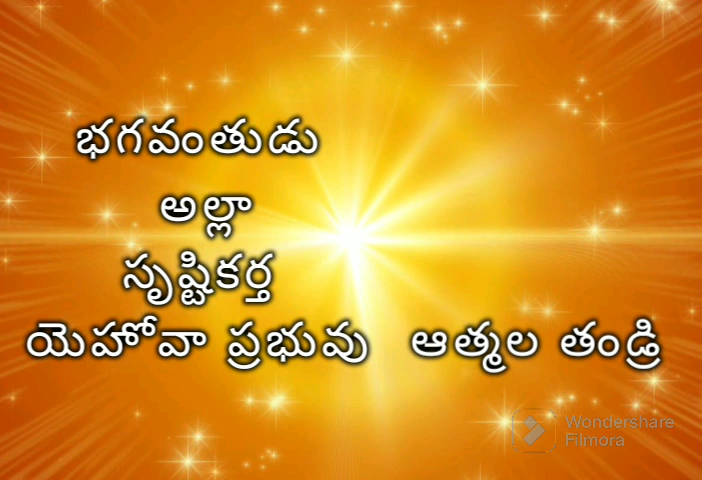 భగవంతుడు
అల్లా
సృష్టికర్త
యెహోవా ప్రభువు ఆత్మల తండ్రి
Wondershare
Filmora